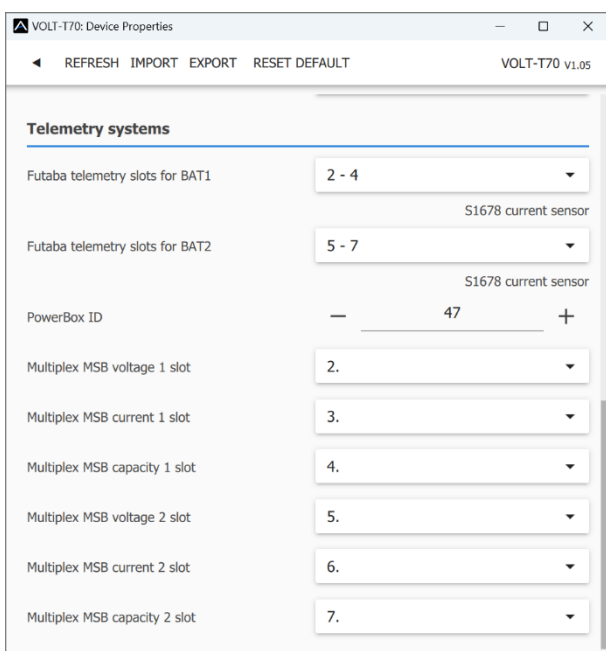 VOLT-T70: Device Properties
REFRESH IMPORT EXPORT RESET DEFAULT VOLT-T70 V1.05
Telemetry systems
Futaba telemetry slots for BAT1 2 - 4
S1678 current sensor
Futaba telemetry slots for BAT2 5 - 7
S1678 current sensor
PowerBox ID — 47 +
Multiplex MSB voltage 1 slot 2.
Multiplex MSB current 1 slot 3.
Multiplex MSB capacity 1 slot 4.
Multiplex MSB voltage 2 slot 5.
Multiplex MSB current 2 slot 6.
Multiplex MSB capacity 2 slot 7.